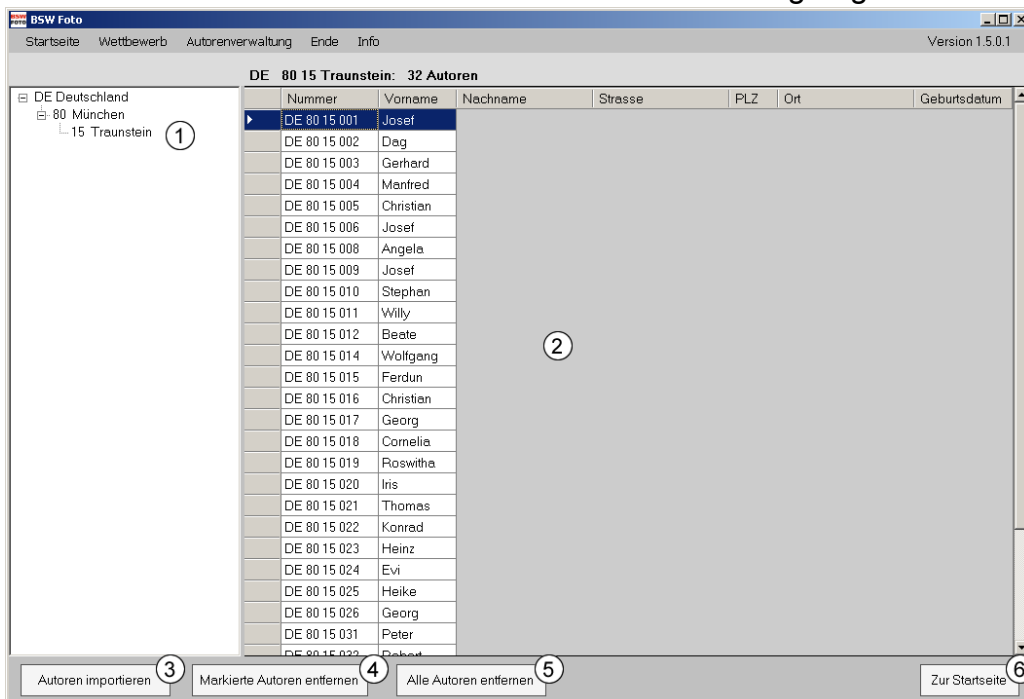 BSW Foto
Startseite Wettbewerb Autorenverwaltung Ende Info Version 1.5.0.1
DE 80 15 Traunstein: 32 Autoren
DE Deutschland
80 München
15 Traunstein
1
Nummer Vorname Nachname Strasse PLZ Ort Geburtsdatum
DE 80 15 001 Josef
DE 80 15 002 Dag
DE 80 15 003 Gerhard
DE 80 15 004 Manfred
DE 80 15 005 Christian
DE 80 15 006 Josef
DE 80 15 008 Angela
DE 80 15 009 Josef
DE 80 15 010 Stephan
DE 80 15 011 Willy
DE 80 15 012 Beate
2
DE 80 15 014 Wolfgang
DE 80 15 015 Ferdun
DE 80 15 016 Christian
DE 80 15 017 Georg
DE 80 15 018 Cornelia
DE 80 15 019 Roswitha
DE 80 15 020 Iris
DE 80 15 021 Thomas
DE 80 15 022 Konrad
DE 80 15 023 Heinz
DE 80 15 024 Evi
DE 80 15 025 Heike
DE 80 15 026 Georg
DE 80 15 031 Peter
DE 80 15 032 Robert
Autoren importieren 3 Markierte Autoren entfernen 4 Alle Autoren entfernen 5 Zur Startseite 6